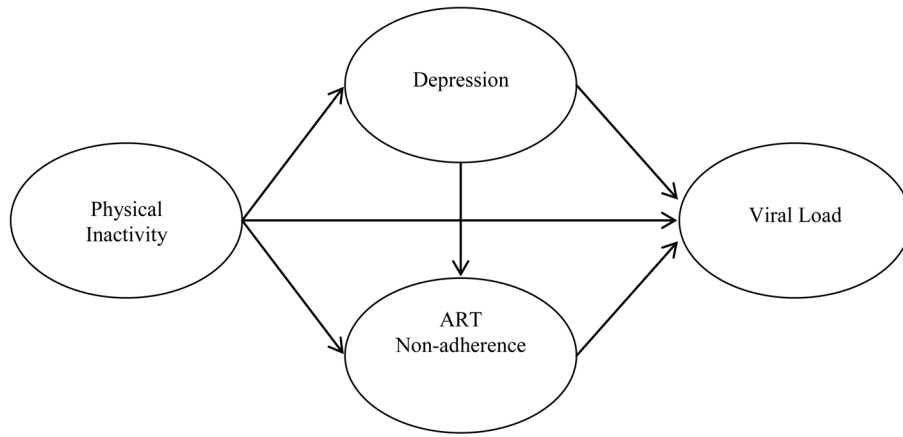 Depression
Physical
Inactivity
Viral Load
ART
Non-adherence